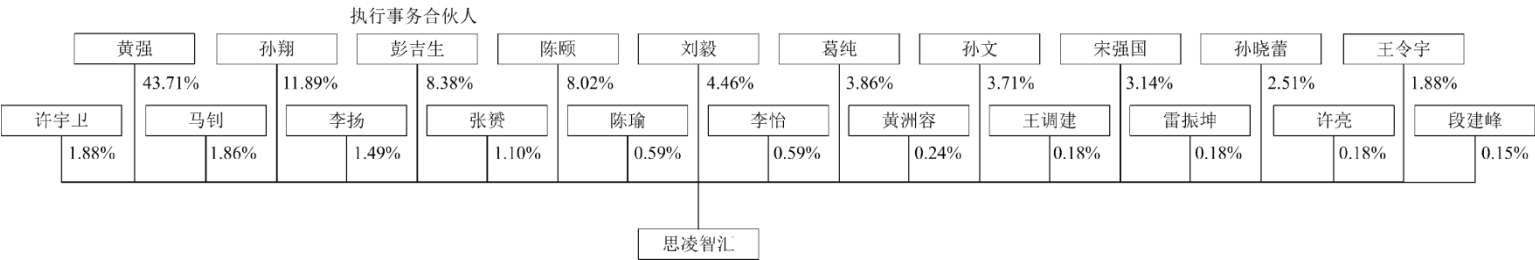 执行事务合伙人
黄强 孙翔 彭吉生 陈颐 刘毅 葛纯 孙文 宋强国 孙晓蕾 王令宇
43.71% 11.89% 8.38% 8.02% 4.46% 3.86% 3.71% 3.14% 2.51% 1.88%
许宇卫 马钊 李扬 张赟 陈瑜 李怡 黄洲容 王调建 雷振坤 许亮 段建峰
1.88% 1.86% 1.49% 1.10% 0.59% 0.59% 0.24% 0.18% 0.18% 0.18% 0.15%
思凌智汇